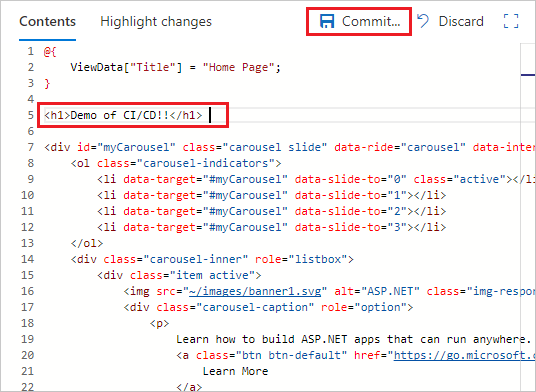 Contents Highlight changes Commit... Discard
1 @{
2 ViewData["Title"] = "Home Page";
3 }
4
5 <h1>Demo of CI/CD!!</h1>
6
7 <div id="myCarousel" class="carousel slide" data-ride="carousel" data-inter
8 <ol class="carousel-indicators">
9 <li data-target="#myCarousel" data-slide-to="0" class="active"></li
10 <li data-target="#myCarousel" data-slide-to="1"></li>
11 <li data-target="#myCarousel" data-slide-to="2"></li>
12 <li data-target="#myCarousel" data-slide-to="3"></li>
13 </ol>
14 <div class="carousel-inner" role="listbox">
15 <div class="item active">
16 <img src="~/images/banner1.svg" alt="ASP.NET" class="img-respon
17 <div class="carousel-caption" role="option">
18 <p>
19 Learn how to build ASP.NET apps that can run anywhere.
20 <a class="btn btn-default" href="https://go.microsoft.c
21 Learn More
22 </a>